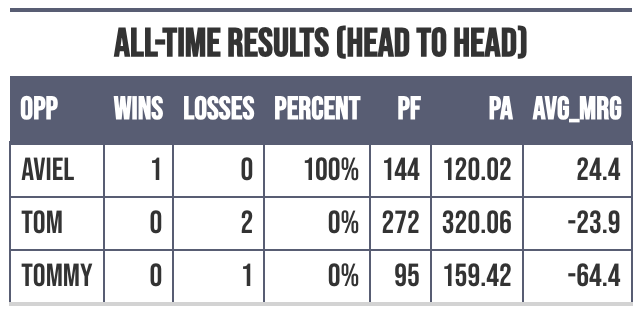 ALL-TIME RESULTS (HEAD TO HEAD)
OPP WINS LOSSES PERCENT PF PA AVG_MRG
AVIEL 1 0 100% 144 120.02 24.4
TOM 0 2 0% 272 320.06 -23.9
TOMMY 0 1 0% 95 159.42 -64.4